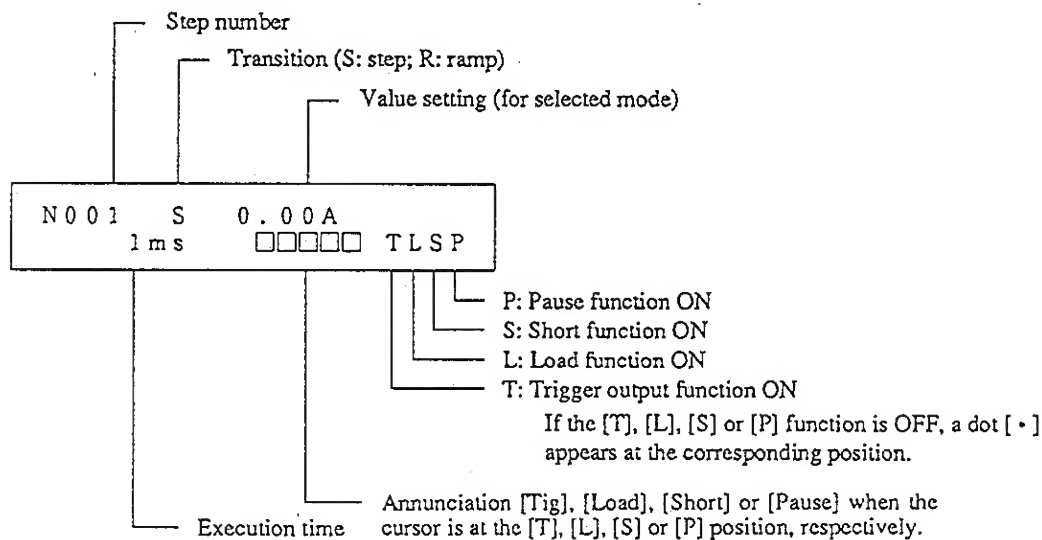 Step number
Transition (S: step; R: ramp)
Value setting (for selected mode)
N001 S 0.00A
1ms □□□□□ TLSP
P: Pause function ON
S: Short function ON
L: Load function ON
T: Trigger output function ON
If the [T], [L], [S] or [P] function is OFF, a dot [ • ]
appears at the corresponding position.
Annunciation [Tig], [Load], [Short] or [Pause] when the
Execution time cursor is at the [T], [L], [S] or [P] position, respectively.